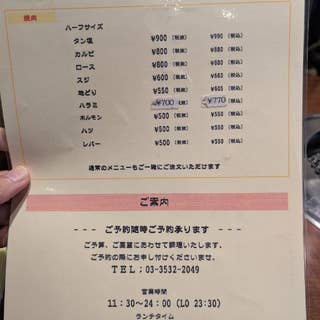 焼肉
ハーフサイズ
タン塩 ¥900 (税抜) ¥990 (税込)
カルビ ¥800 (税抜) ¥880 (税込)
ロース ¥800 (税抜) ¥880 (税込)
スジ ¥600 (税抜) ¥660 (税込)
地どり ¥550 (税抜) ¥605 (税込)
ハラミ ¥700 税抜) ¥770 (税込)
ホルモン ¥500 (税抜) ¥550 (税込)
ハツ ¥500 (税抜) ¥550 (税込)
レバー ¥500 (税抜) ¥550 (税込)
通常のメニューもご一緒にご注文いただけます
ご案内
--- ご予約随時ご予約承ります ---
ご予算、ご要望にあわせて調理いたします。
ご予約の際にお申し付けくださいませ。
TEL;03-3532-2049
営業時間
11:30~24:00 (LO 23:30)
ランチタイム